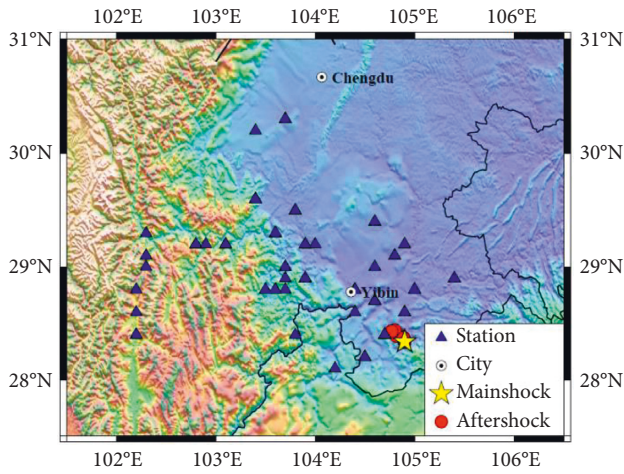 102°E 103°E 104°E 105°E 106°E
31°N 31°N
Chengdu
30°N 30°N
29°N 29°N
Yibin
Station
City
28°N 28°N
Mainshock
Aftershock
102°E 103°E 104°E 105°E 106°E